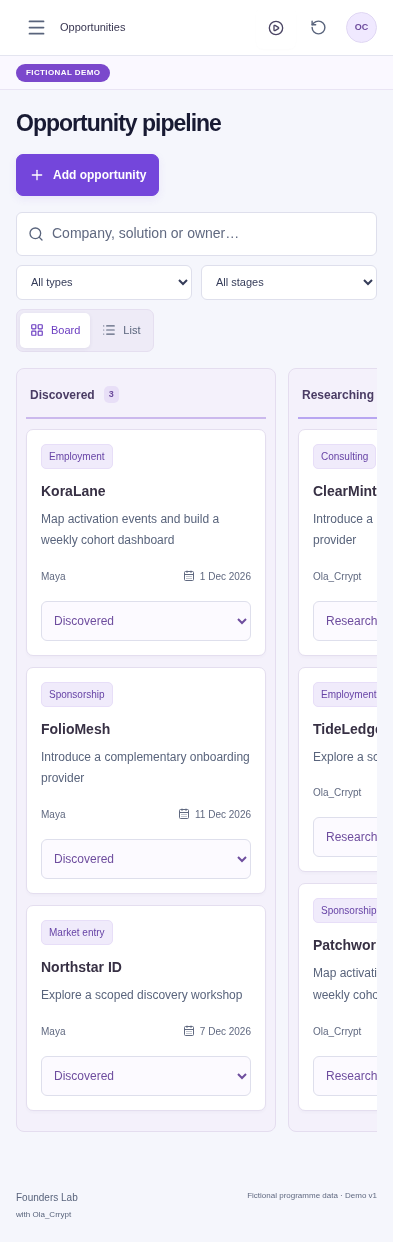 Opportunities
OC
FICTIONAL DEMO
Opportunity pipeline
Add opportunity
Company, solution or owner…
All types
All stages
Board
List
Discovered 3
Employment
KoraLane
Map activation events and build a
weekly cohort dashboard
Maya
1 Dec 2026
Discovered
Sponsorship
FolioMesh
Introduce a complementary onboarding
provider
Maya
11 Dec 2026
Discovered
Market entry
Northstar ID
Explore a scoped discovery workshop
Maya
7 Dec 2026
Discovered
Researching
Consulting
ClearMint
Introduce a
provider
Ola_Crrypt
Research
Employment
TideLedge
Explore a sc
Ola_Crrypt
Research
Sponsorship
Patchwor
Map activati
weekly coho
Ola_Crrypt
Research
Founders Lab
with Ola_Crrypt
Fictional programme data · Demo v1